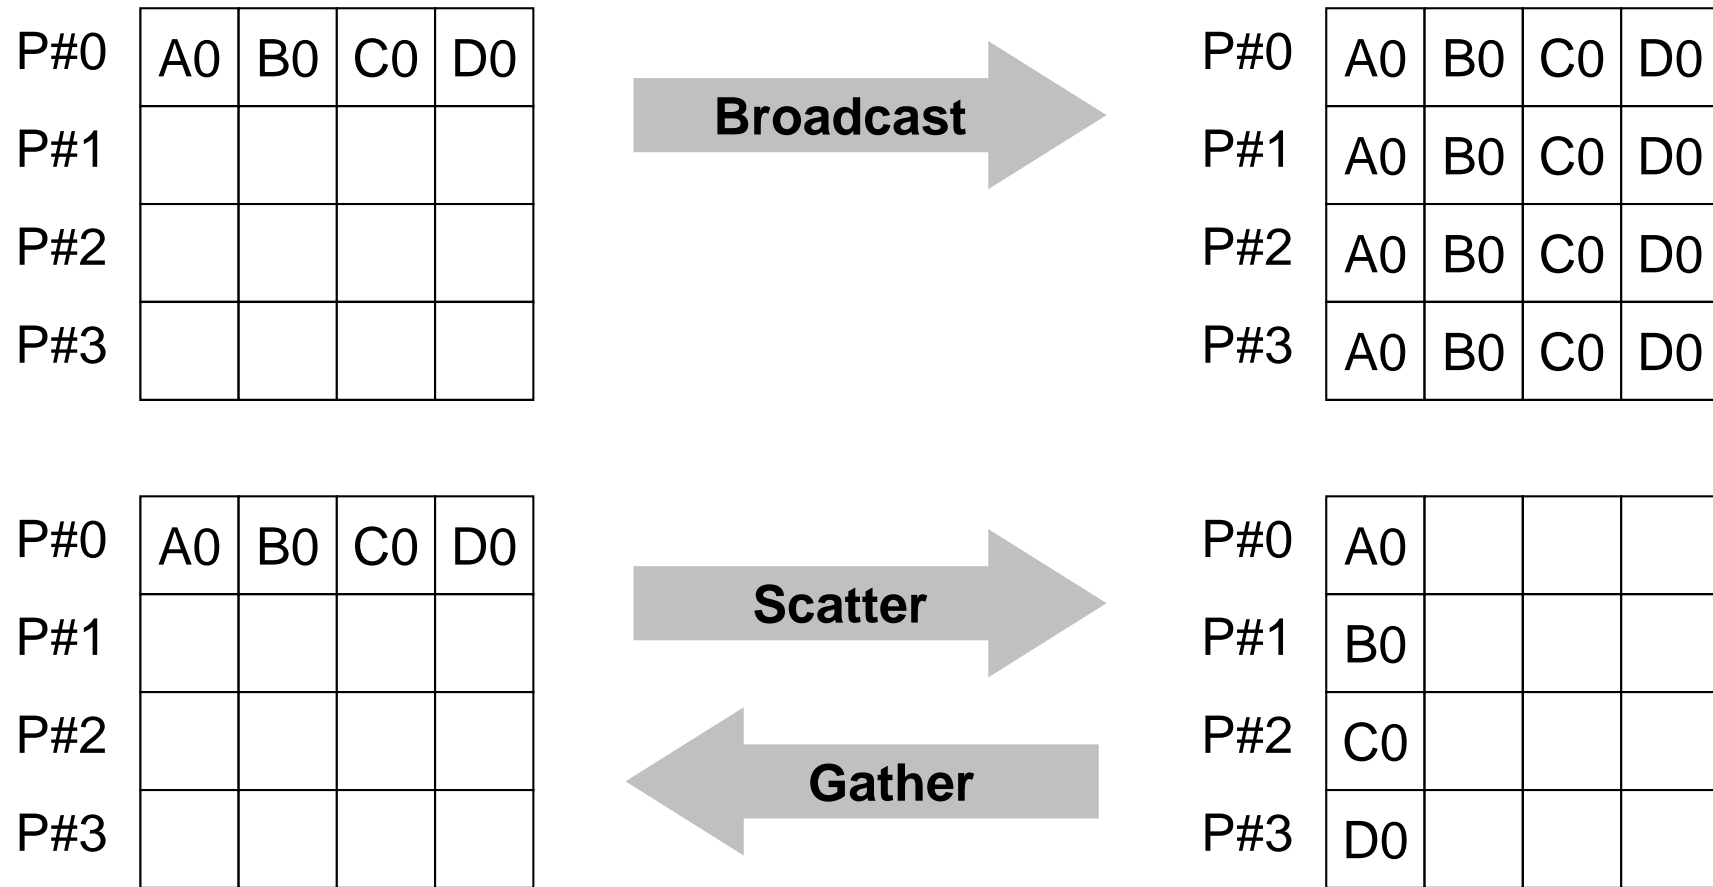 P#0 A0 B0 C0 D0 Broadcast P#0 A0 B0 C0 D0
P#1 P#1 A0 B0 C0 D0
P#2 P#2 A0 B0 C0 D0
P#3 P#3 A0 B0 C0 D0
P#0 A0 B0 C0 D0 Scatter P#0 A0
P#1 P#1 B0
P#2 Gather P#2 C0
P#3 P#3 D0